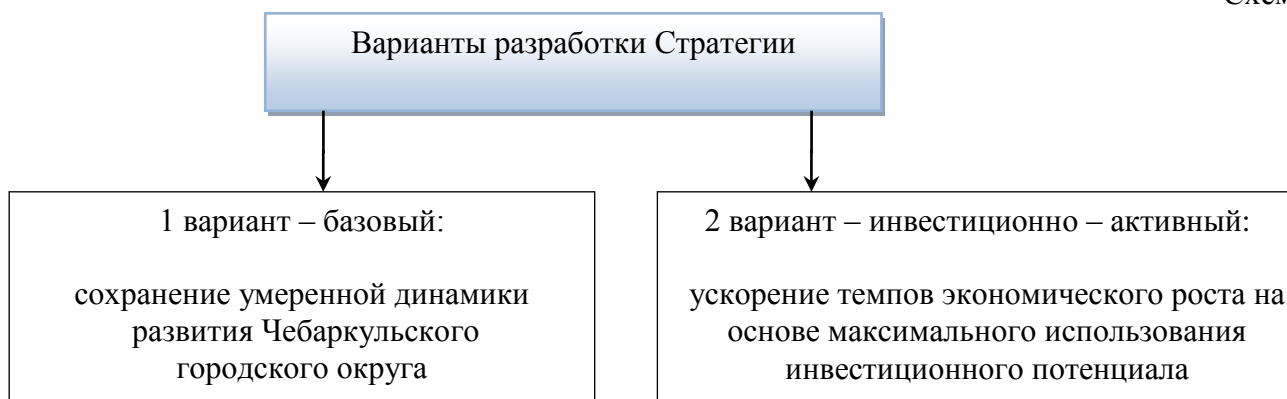 Варианты разработки Стратегии
1 вариант – базовый:
сохранение умеренной динамики
развития Чебаркульского
городского округа
2 вариант – инвестиционно – активный:
ускорение темпов экономического роста на
основе максимального использования
инвестиционного потенциала